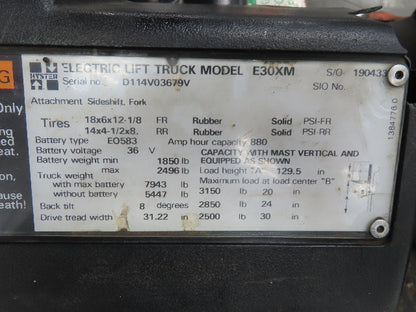 HYSTER
ELECTRIC LIFT TRUCK MODEL E30XM S/O 190433
Serial no. D114V03679V SIO No.
Attachment Sideshift, Fork
Tires 18x6x12-1/8 FR Rubber Solid PSI-FR
14x4-1/2x8. RR Rubber Solid PSI-RR
Battery type EO583 Amp hour capacity 880
Battery voltage 36 V CAPACITY WITH MAST VERTICAL AND
Battery weight min 1850 lb EQUIPPED AS SHOWN
max 2496 lb Load height "A" 129.5 in
Truck weight Maximum load at load center "B"
with max battery 7943 lb 3150 lb 20 in
without battery 5447 lb
Back tilt 8 degrees 2850 lb 24 in
Drive tread width 31.22 in 2500 lb 30 in
G
Only
eat.
ion,
ause
eath!